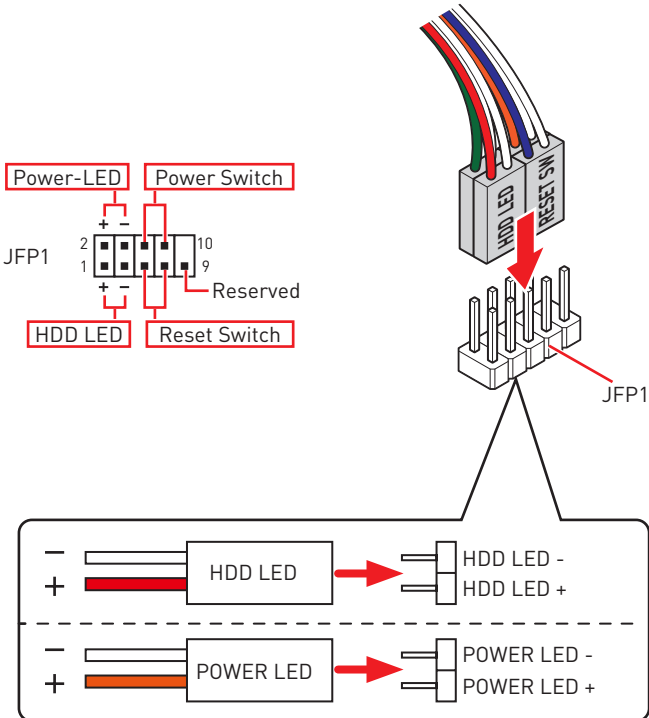 HDD LED
RESET SW
Power-LED Power Switch
+ −
2 10
JFP1
1 9
+ −
Reserved
HDD LED Reset Switch
JFP1
− HDD LED HDD LED -
+ HDD LED +
− POWER LED POWER LED -
+ POWER LED +